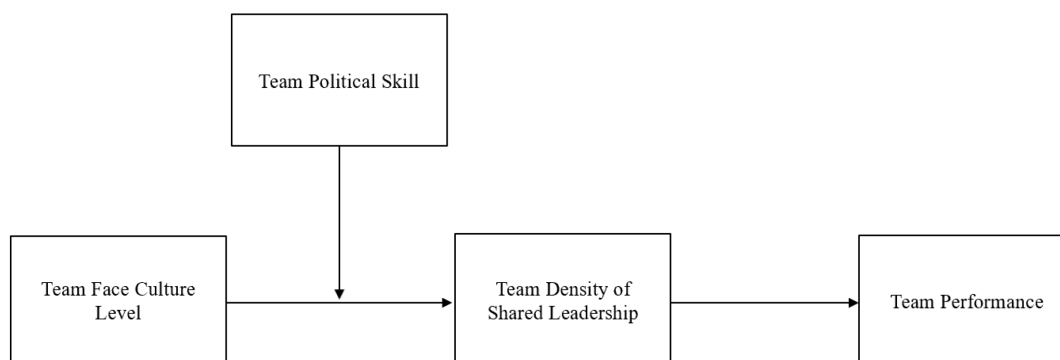 Team Political Skill
Team Face Culture
Level
Team Density of
Shared Leadership
Team Performance